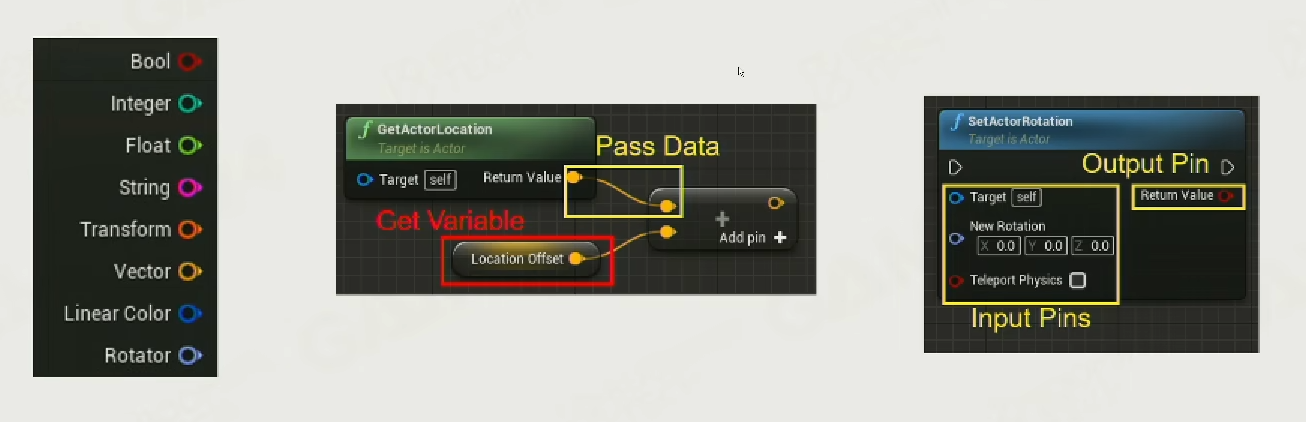 Bool
Integer
Float
String
Transform
Vector
Linear Color
Rotator
f GetActorLocation
Target is Actor
Target self
Return Value
Pass Data
Get Variable
Location Offset
+
Add pin +
f SetActorRotation
Target is Actor
Output Pin
Target self
Return Value
New Rotation
X 0.0 Y 0.0 Z 0.0
Teleport Physics
Input Pins